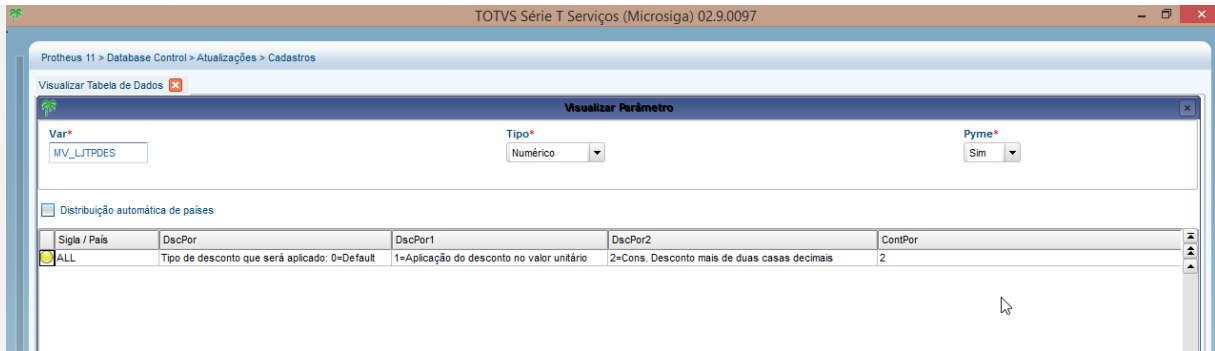 TOTVS Série T Serviços (Microsiga) 02.9.0097
Protheus 11 > Database Control > Atualizações > Cadastros
Visualizar Tabela de Dados
Visualizar Parâmetro
Var* Tipo* Pyme*
MV_LJTPDES Numérico Sim
Distribuição automática de países
Sigla / País DscPor DscPor1 DscPor2 ContPor
ALL Tipo de desconto que será aplicado: 0=Default 1=Aplicação do desconto no valor unitário 2=Cons. Desconto mais de duas casas decimais 2